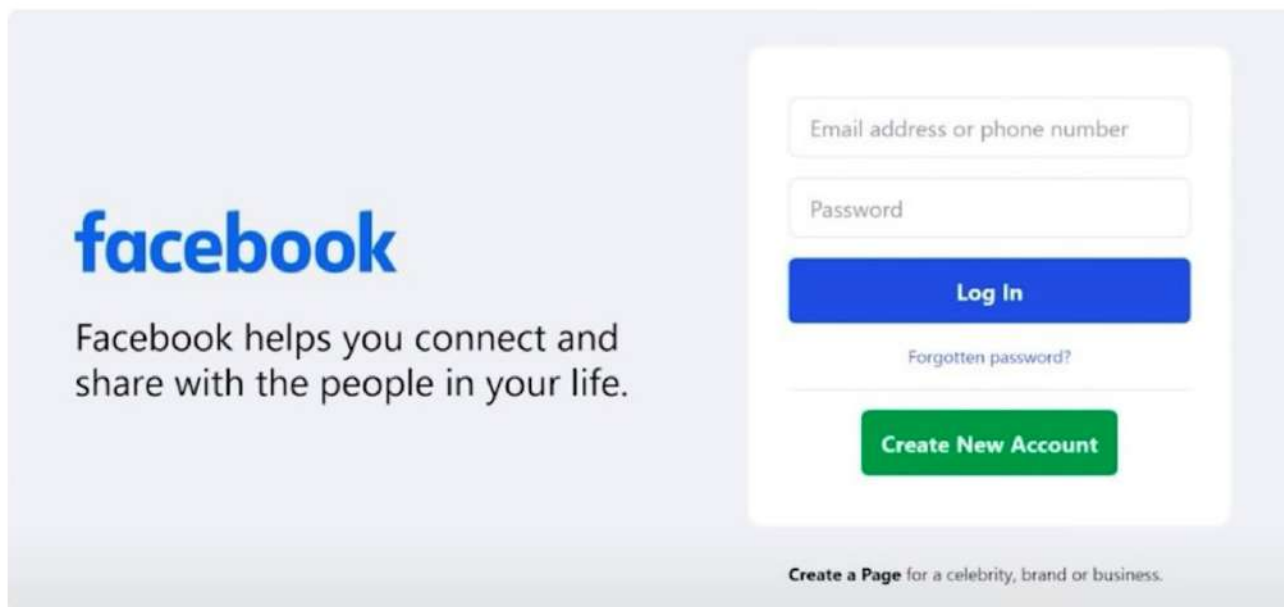 facebook
Facebook helps you connect and
share with the people in your life.
Email address or phone number
Password
Log In
Forgotten password?
Create New Account
Create a Page for a celebrity, brand or business.